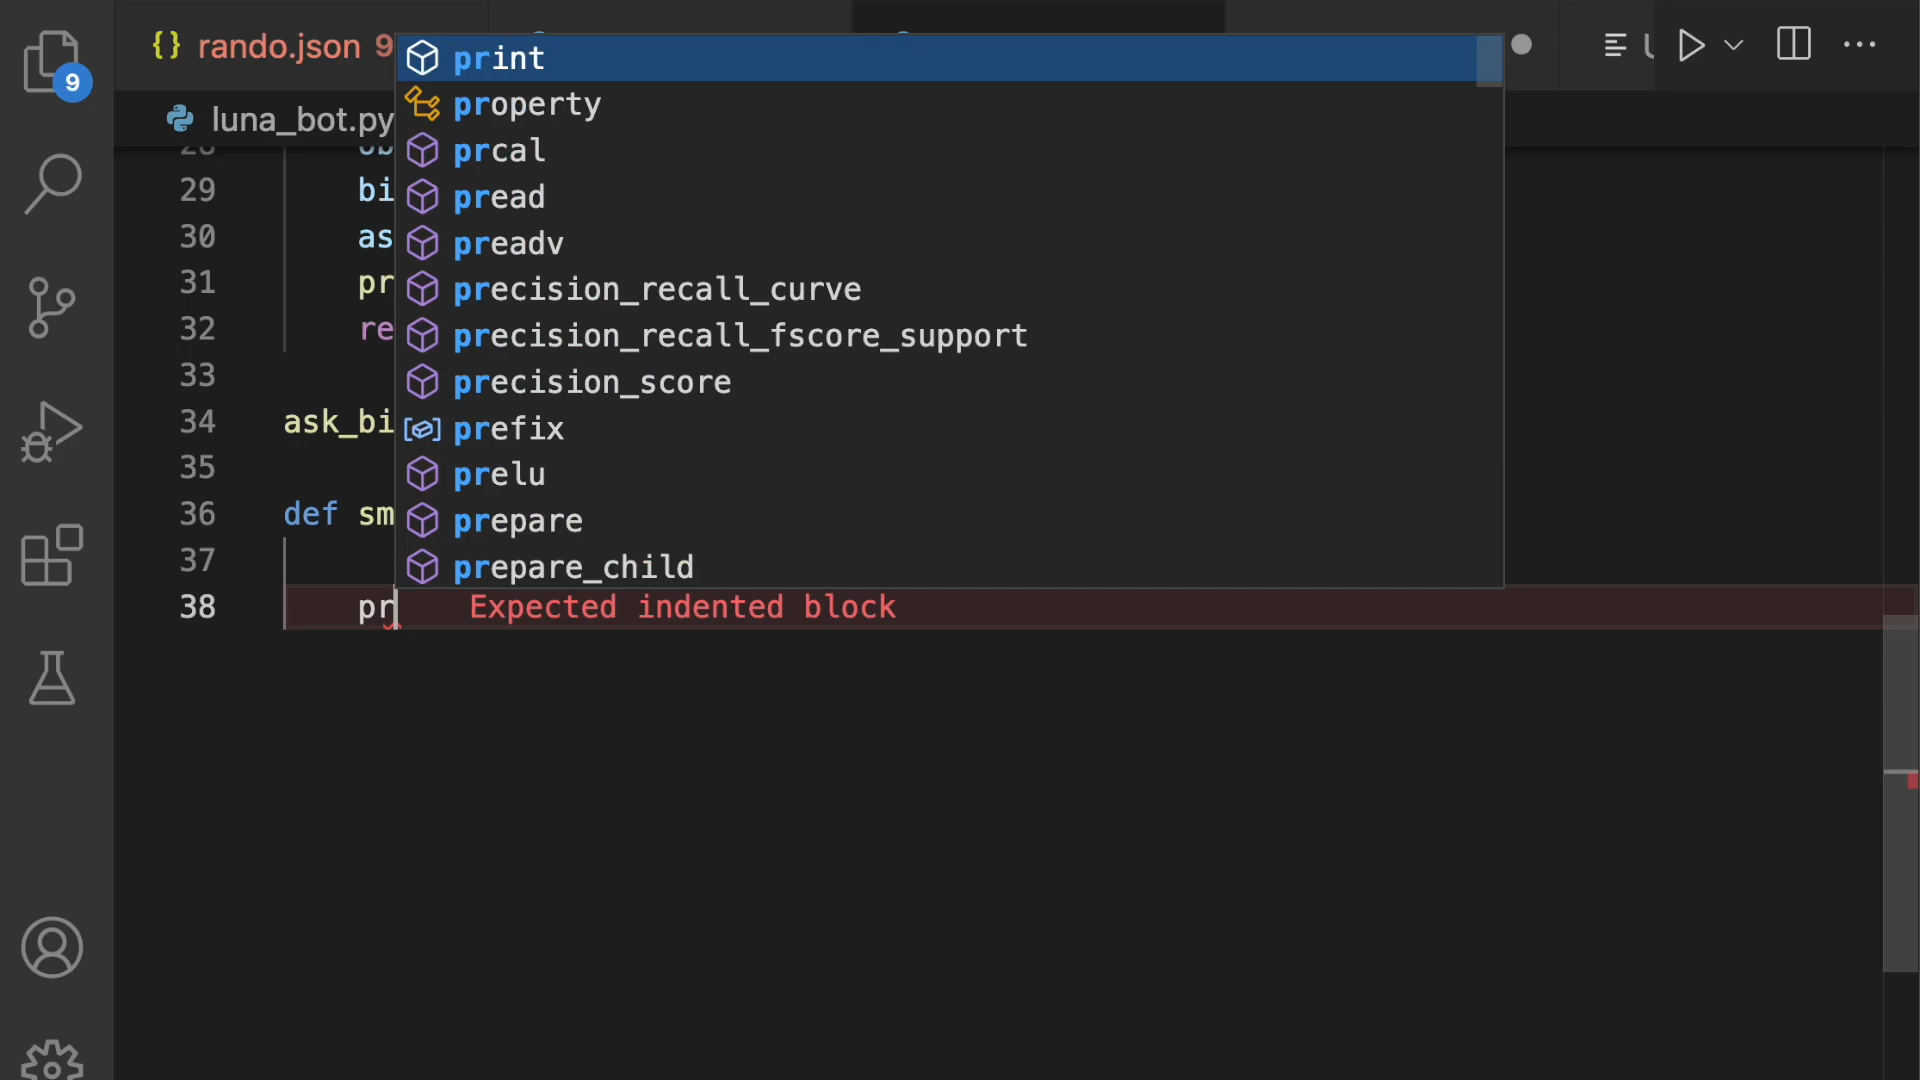 {} rando.json 9
luna_bot.py
print
property
prcal
pread
preadv
precision_recall_curve
precision_recall_fscore_support
precision_score
prefix
prelu
prepare
prepare_child
9
28 ob
29 bi
30 as
31 pr
32 re
33
34 ask_bi
35
36 def sm
37
38 pr Expected indented block